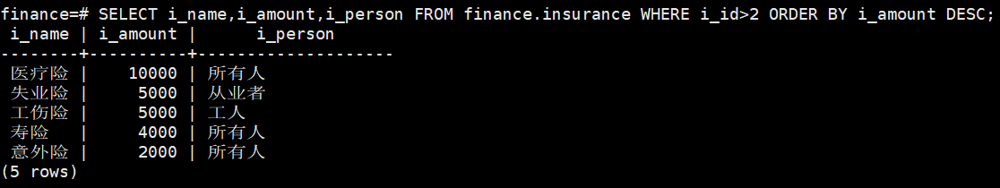 finance=# SELECT i_name,i_amount,i_person FROM finance.insurance WHERE i_id>2 ORDER BY i_amount DESC;
 i_name | i_amount |      i_person
--------+----------+--------------------
 医疗险 |    10000 | 所有人
 失业险 |     5000 | 从业者
 工伤险 |     5000 | 工人
 寿险   |     4000 | 所有人
 意外险 |     2000 | 所有人
(5 rows)